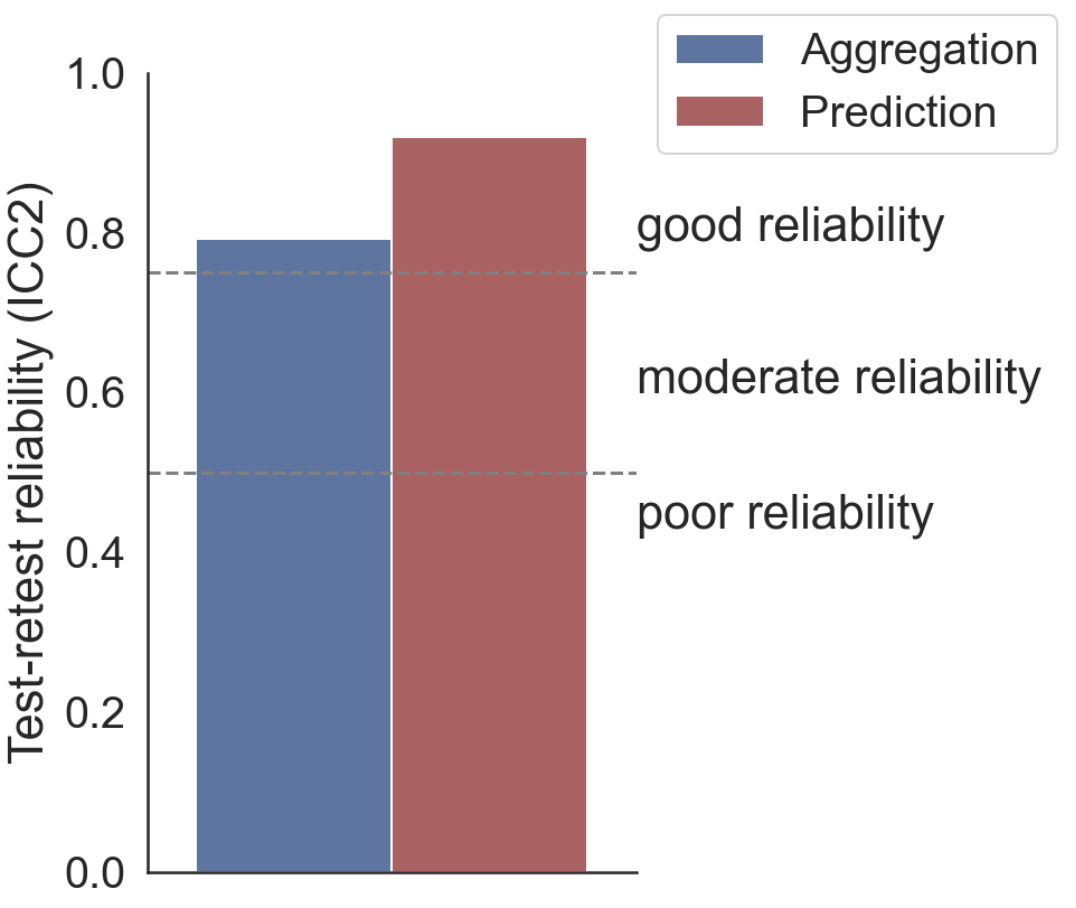 Aggregation
Prediction
Test-retest reliability (ICC2)
1.0
0.8
0.6
0.4
0.2
0.0
good reliability
moderate reliability
poor reliability